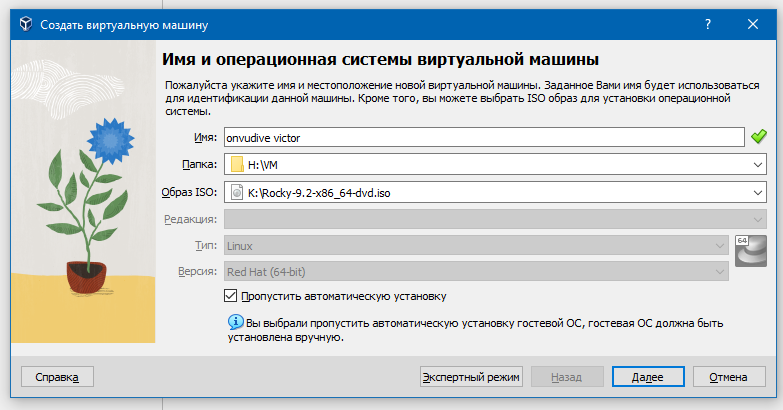 Создать виртуальную машину
Имя и операционная системы виртуальной машины
Пожалуйста укажите имя и местоположение новой виртуальной машины. Заданное Вами имя будет использоваться
для идентификации данной машины. Кроме того, вы можете выбрать ISO образ для установки операционной
системы.
Имя: onvudive victor
Папка: H:\VM
Образ ISO: K:\Rocky-9.2-x86_64-dvd.iso
Редакция:
Тип: Linux
64
Версия: Red Hat (64-bit)
Пропустить автоматическую установку
Вы выбрали пропустить автоматическую установку гостевой ОС, гостевая ОС должна быть
установлена вручную.
Справка Экспертный режим Назад Далее Отмена